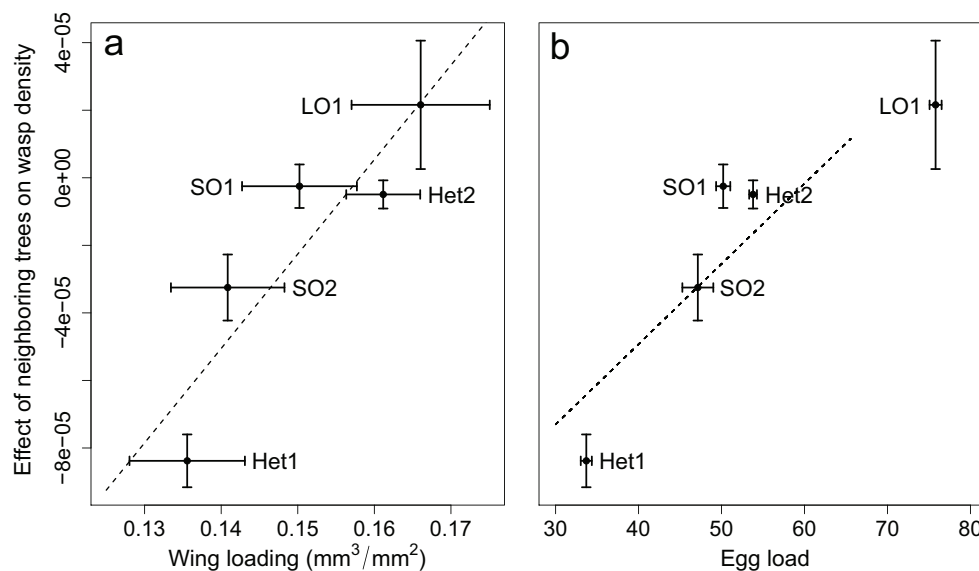 a
b
Effect of neighboring trees on wasp density
4e−05
0e+00
−4e−05
−8e−05
LO1
SO1
Het2
SO2
Het1
0.13 0.14 0.15 0.16 0.17
Wing loading (mm³/mm²)
LO1
SO1
Het2
SO2
Het1
30 40 50 60 70 80
Egg load